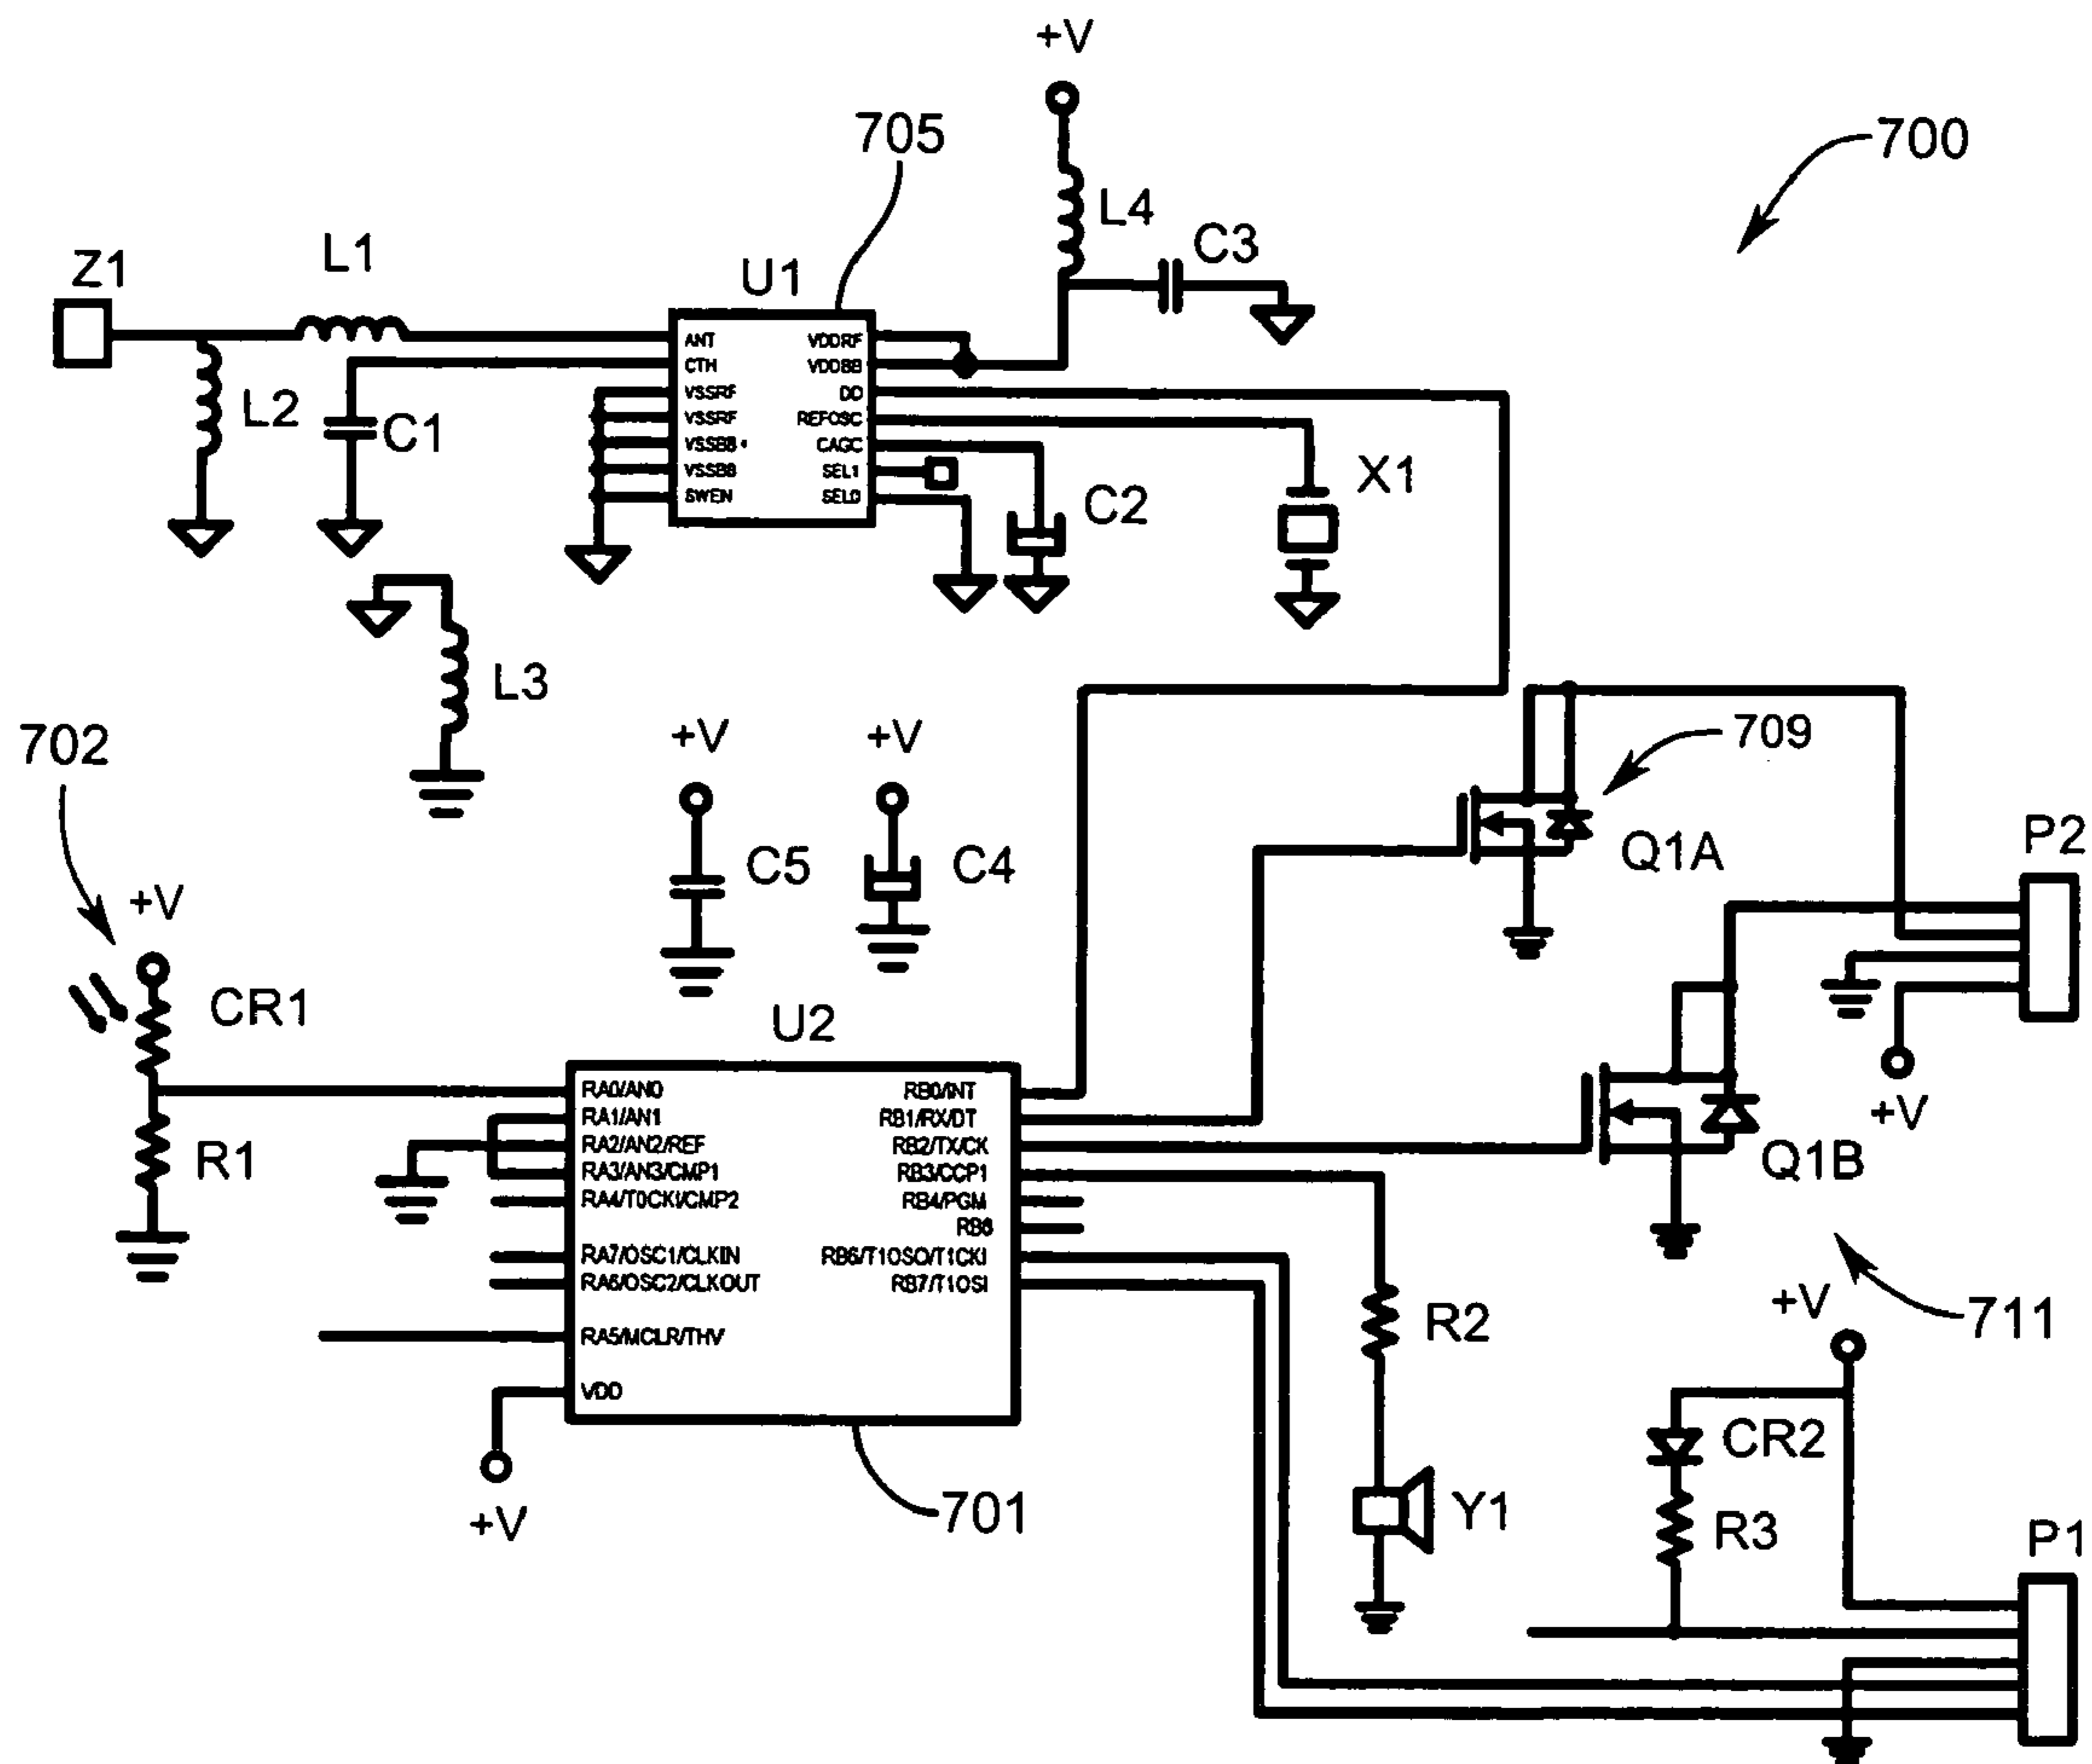 +V
705
700
L4
C3
Z1
L1
U1
ANT
CTH
VSSRF
VSSRF
VSSBB
VSSBB
SWEN
VDDRF
VDDBB
DO
REFOSC
CAGC
SEL1
SEL0
L2
C1
C2
X1
L3
702
+V
+V
709
C5
C4
Q1A
P2
+V
CR1
R1
U2
RA0/AN0
RA1/AN1
RA2/AN2/REF
RA3/AN3/CMP1
RA4/T0CKI/CMP2
RA7/OSC1/CLKIN
RA6/OSC2/CLKOUT
RA5/MCLR/THV
VDD
RB0/INT
RB1/RX/DT
RB2/TX/CK
RB3/CCP1
RB4/PGM
RB6/T1OSO/T1CKI
RB7/T1OSI
+V
Q1B
711
+V
R2
CR2
R3
Y1
P1
701
+V